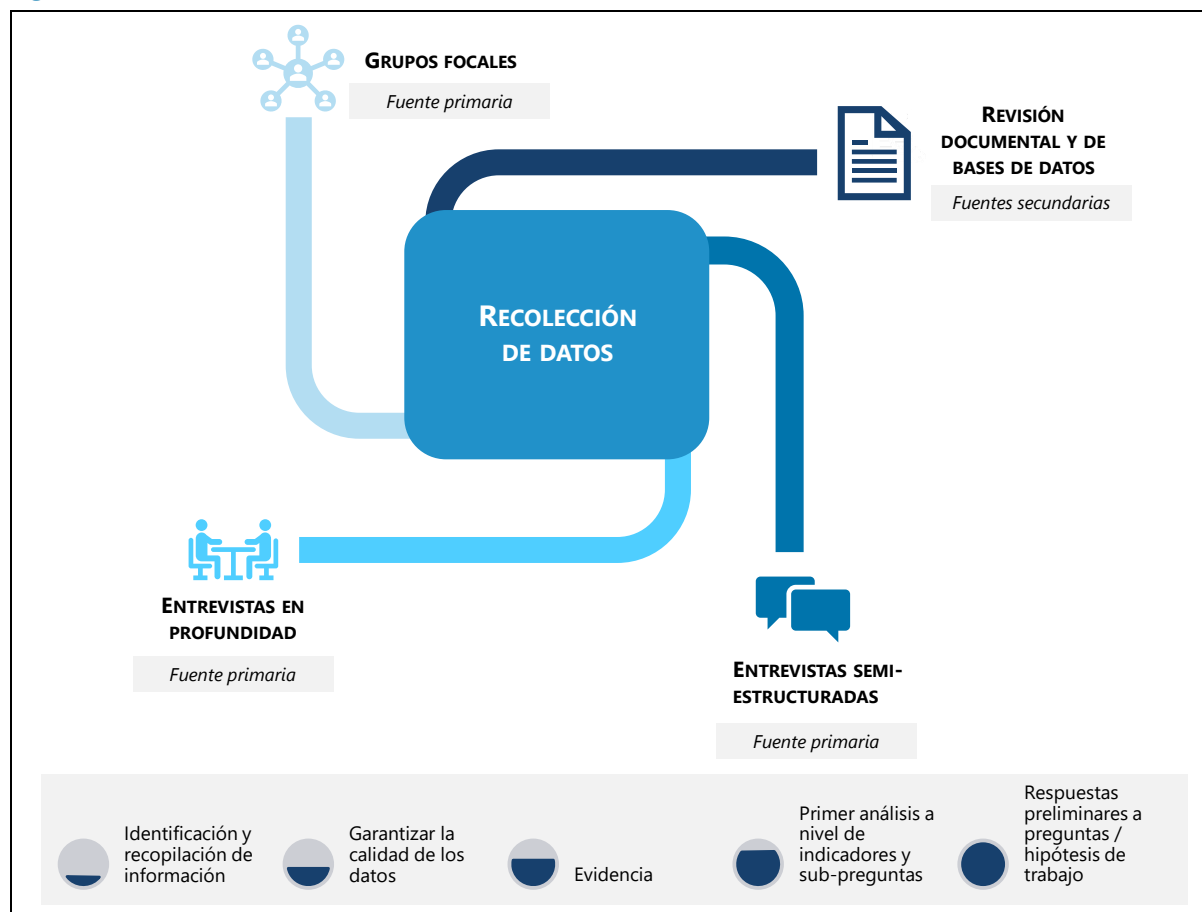 GRUPOS FOCALES
Fuente primaria
REVISIÓN
DOCUMENTAL Y DE
BASES DE DATOS
Fuentes secundarias
RECOLECCIÓN
DE DATOS
ENTREVISTAS EN
PROFUNDIDAD
Fuente primaria
ENTREVISTAS SEMI-
ESTRUCTURADAS
Fuente primaria
Identificación y
recopilación de
información
Garantizar la
calidad de los
datos
Evidencia
Primer análisis a
nivel de
indicadores y
sub-preguntas
Respuestas
preliminares a
preguntas /
hipótesis de
trabajo